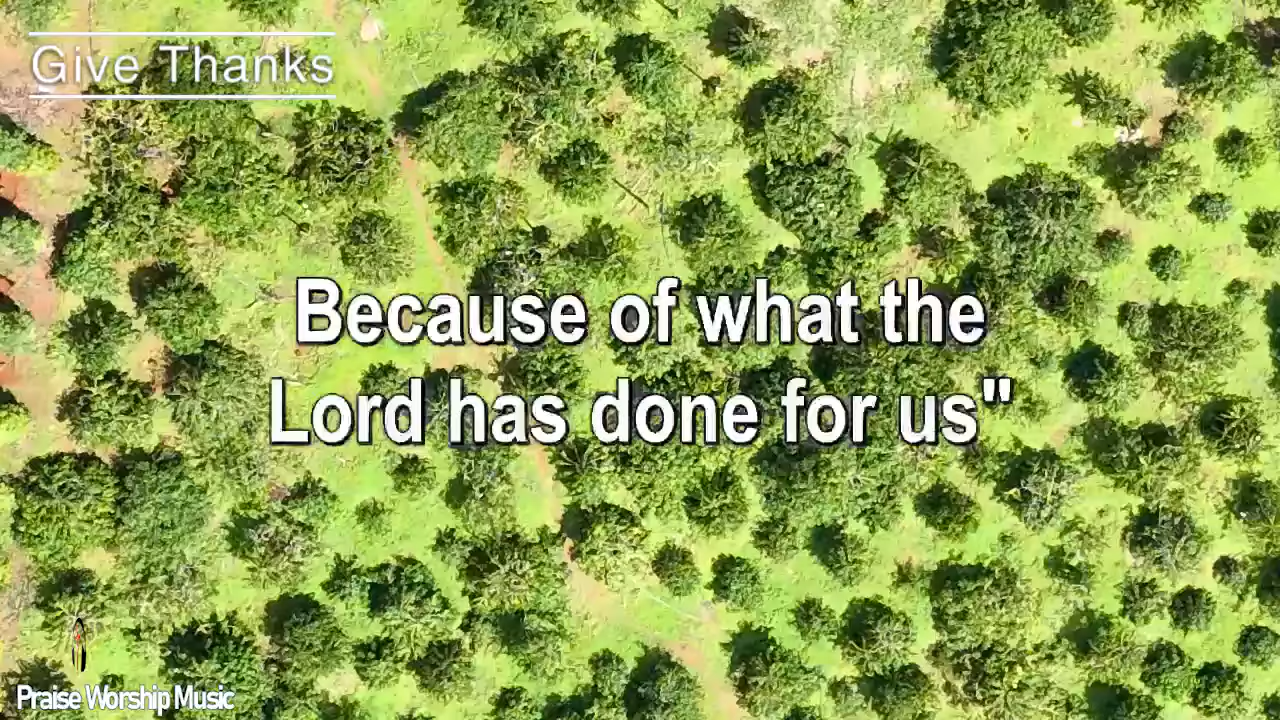 Give Thanks
Because of what the
Lord has done for us"
Praise Worship Music